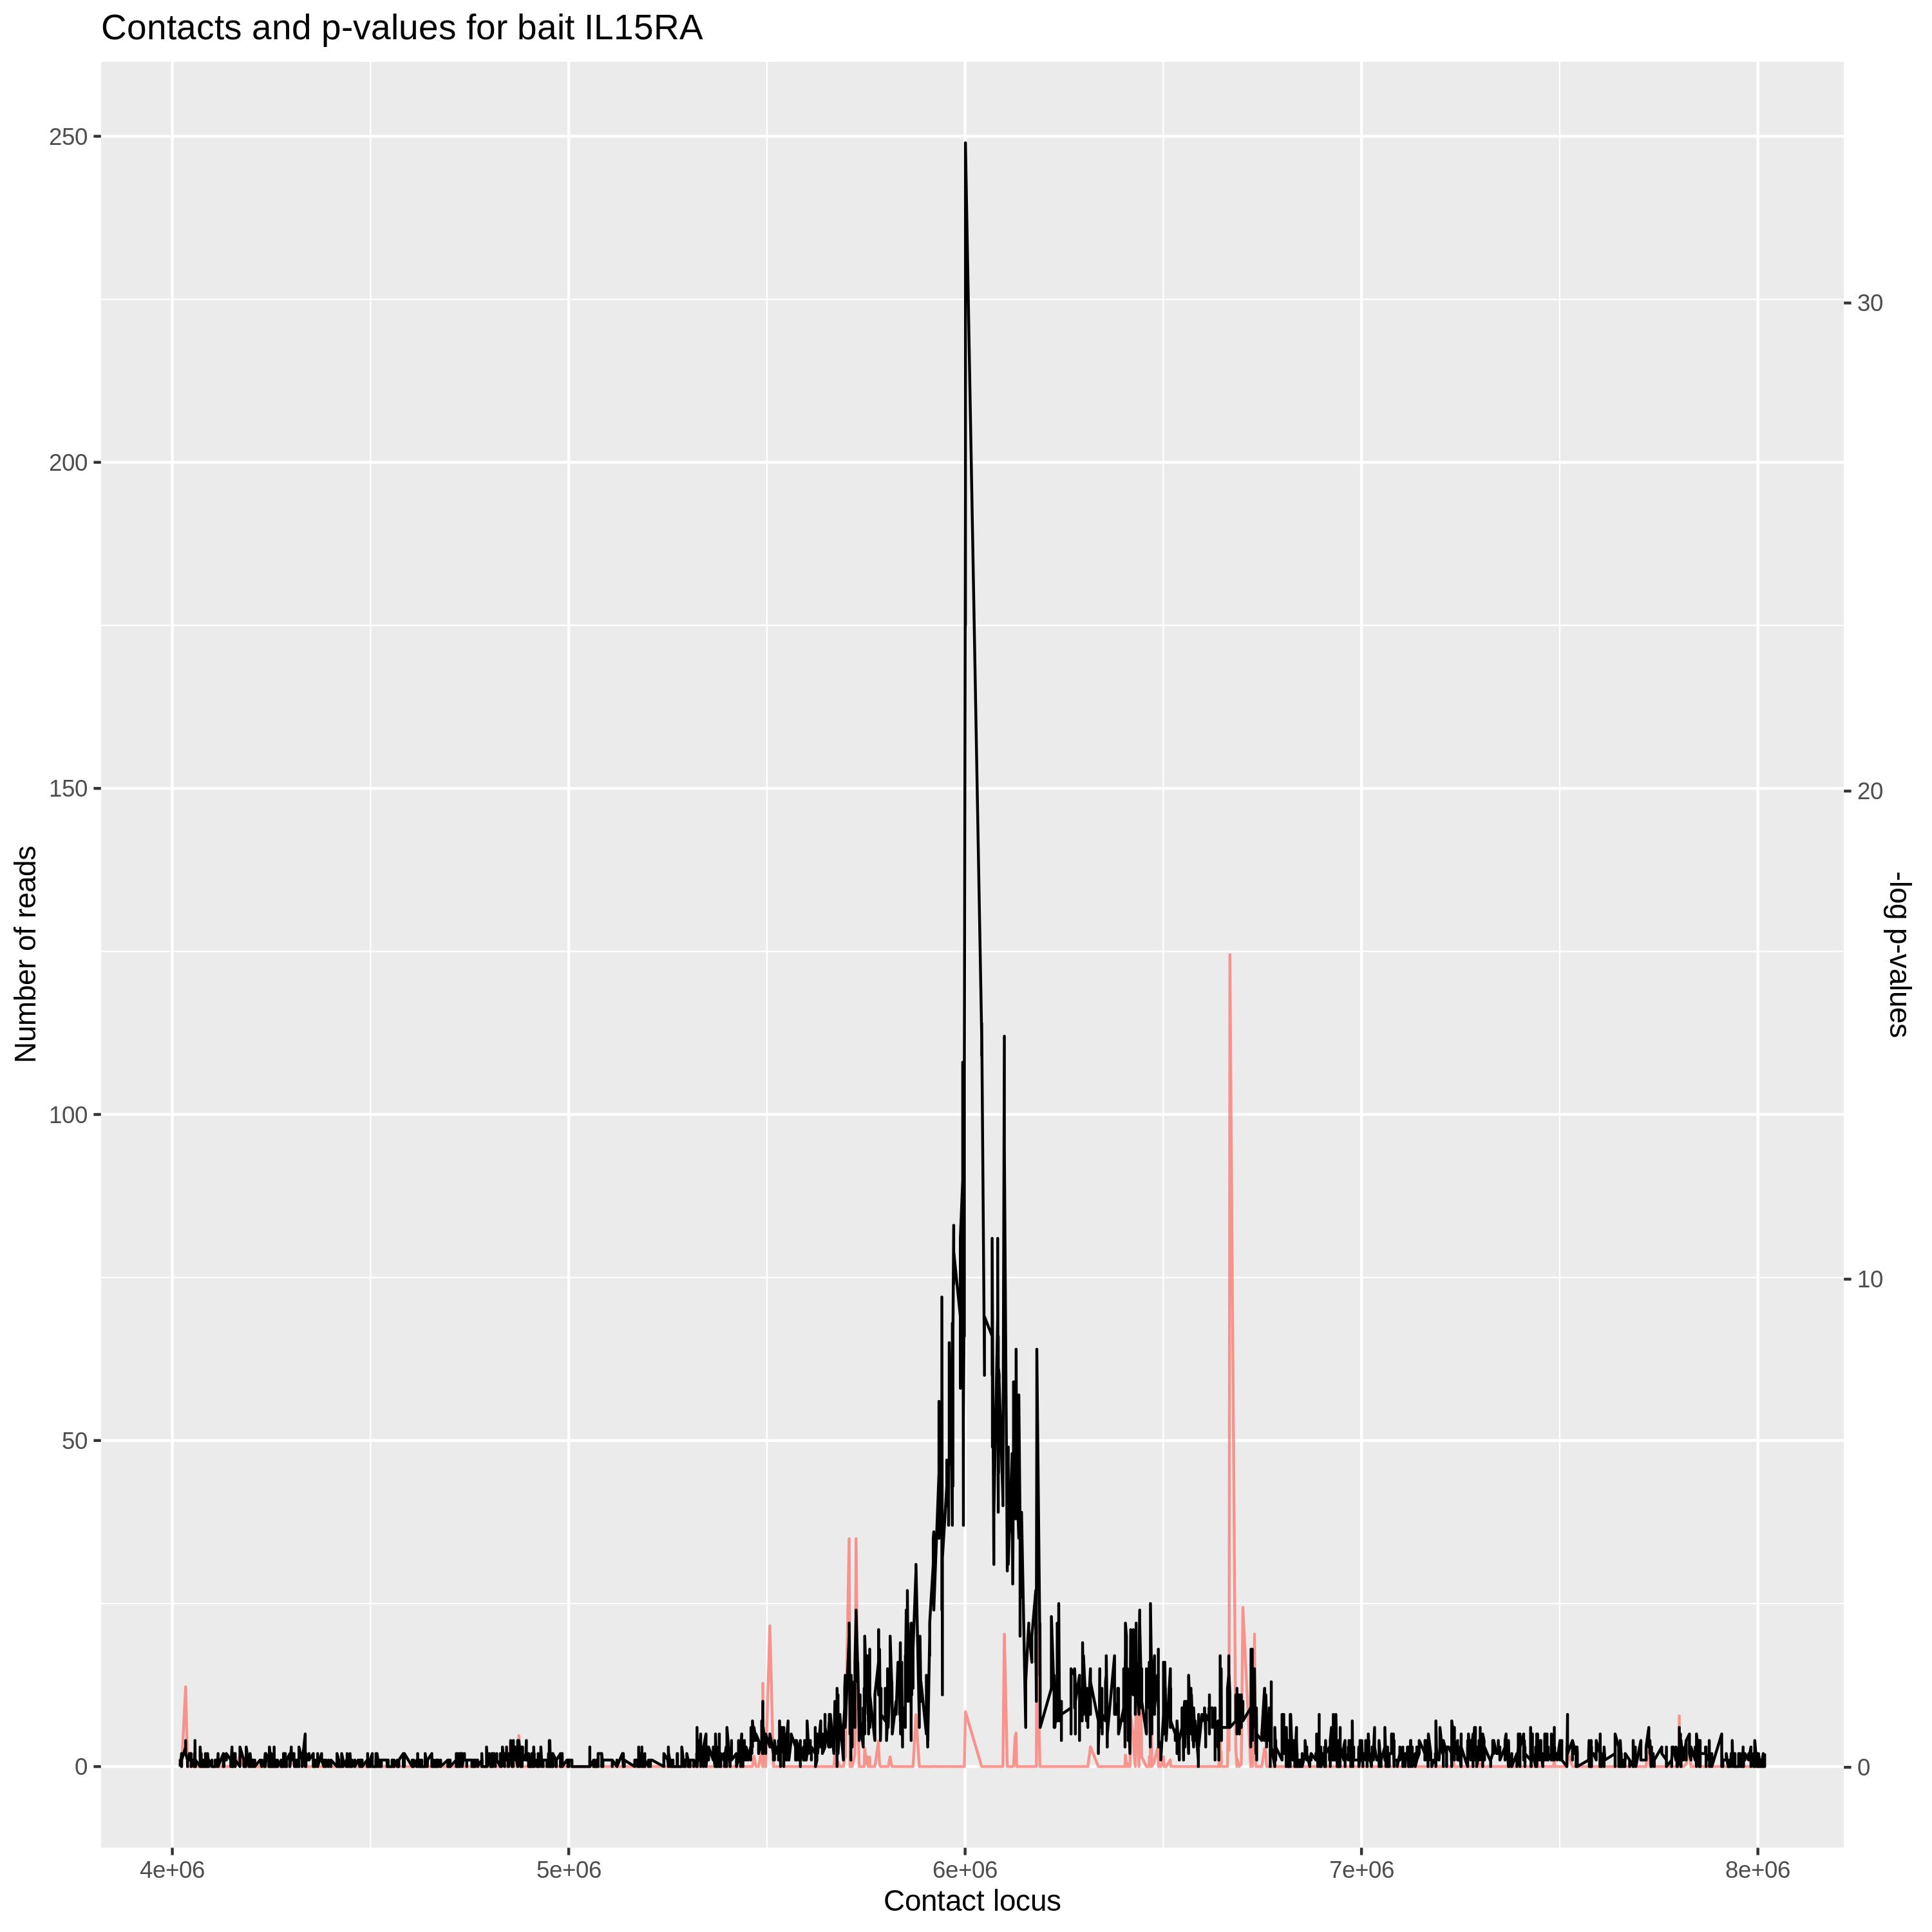 Contacts and p-values for bait IL15RA
250
200
150
100
50
0
Number of reads
30
20
10
0
-log p-values
4e+06
5e+06
6e+06
7e+06
8e+06
Contact locus